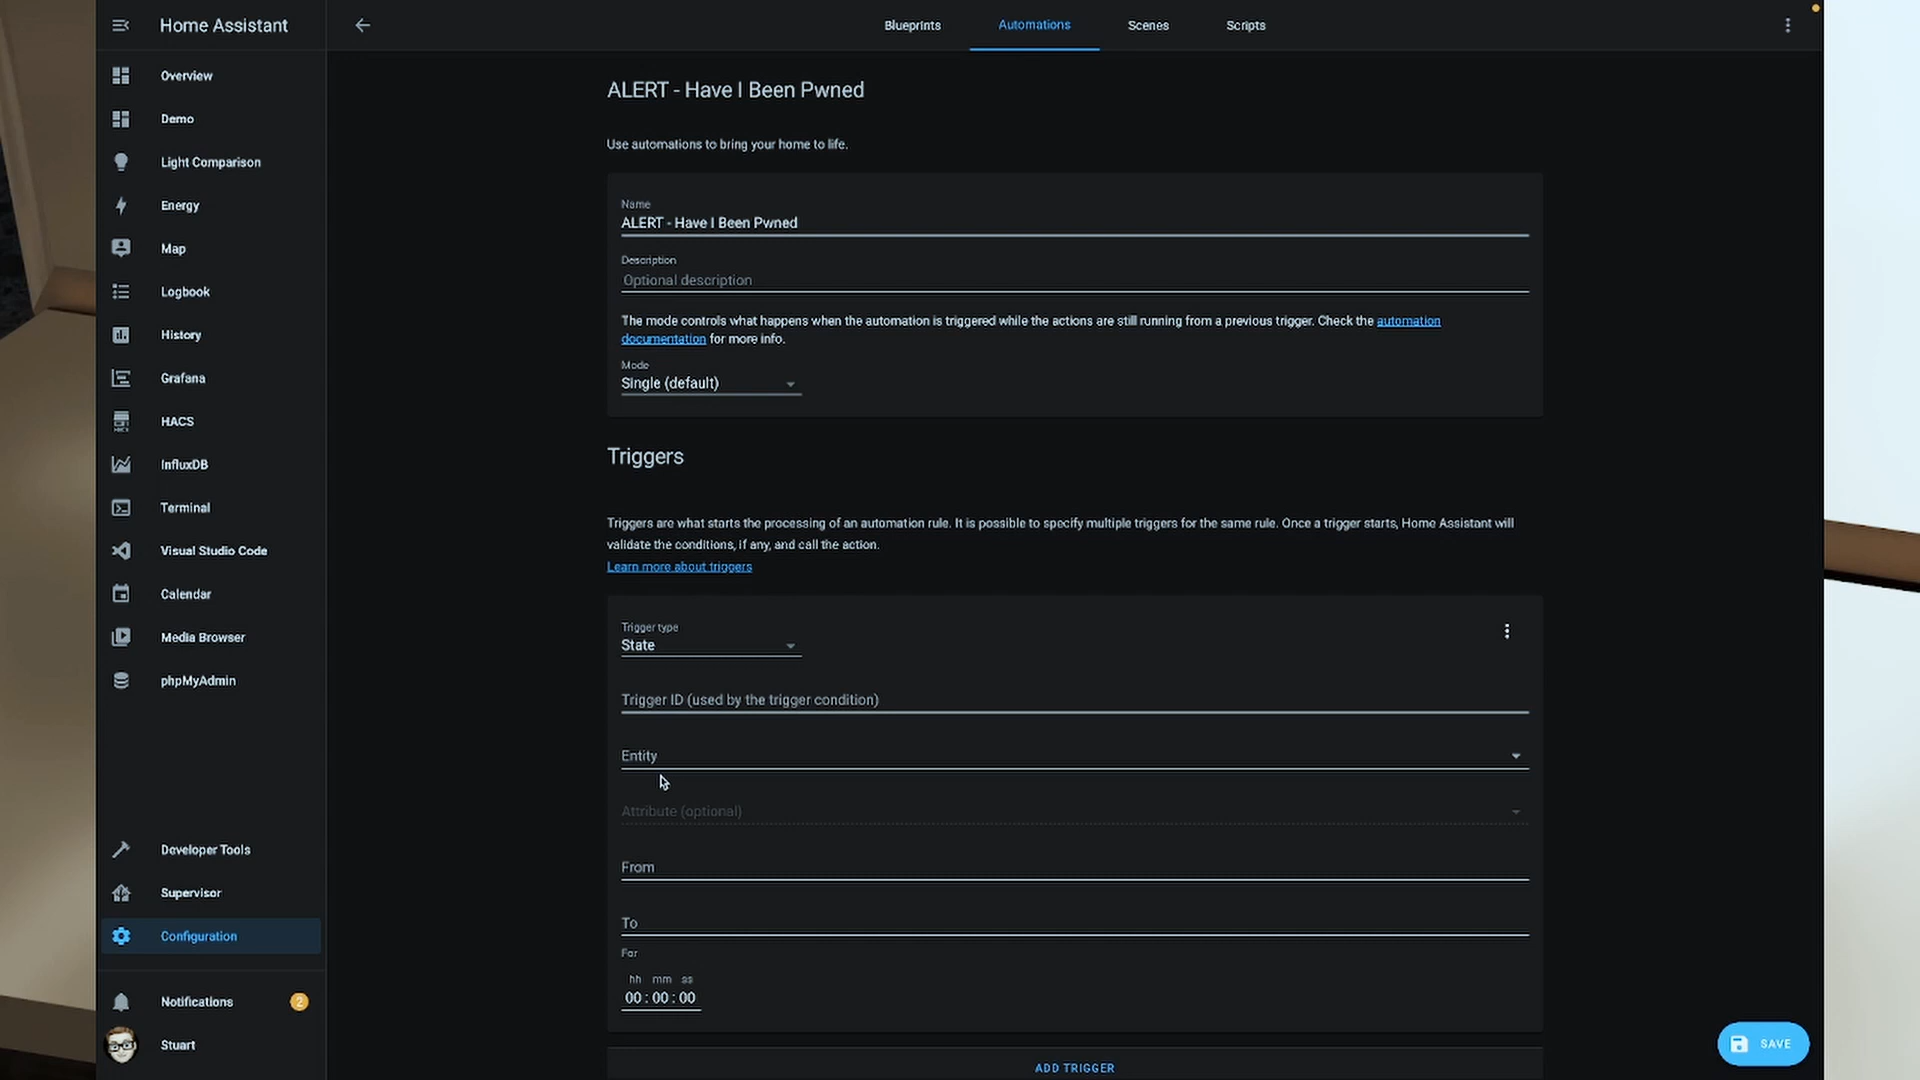 Home Assistant
Blueprints
Automations
Scenes
Scripts
Overview
Demo
Light Comparison
Energy
Map
Logbook
History
Grafana
HACS
InfluxDB
Terminal
Visual Studio Code
Calendar
Media Browser
phpMyAdmin
Developer Tools
Supervisor
Configuration
Notifications
2
Stuart
ALERT - Have I Been Pwned
Use automations to bring your home to life.
Name
ALERT - Have I Been Pwned
Description
Optional description
The mode controls what happens when the automation is triggered while the actions are still running from a previous trigger. Check the automation
documentation for more info.
Mode
Single (default)
Triggers
Triggers are what starts the processing of an automation rule. It is possible to specify multiple triggers for the same rule. Once a trigger starts, Home Assistant will
validate the conditions, if any, and call the action.
Learn more about triggers
Trigger type
State
Trigger ID (used by the trigger condition)
Entity
Attribute (optional)
From
To
For
hh mm ss
00 : 00 : 00
ADD TRIGGER
SAVE